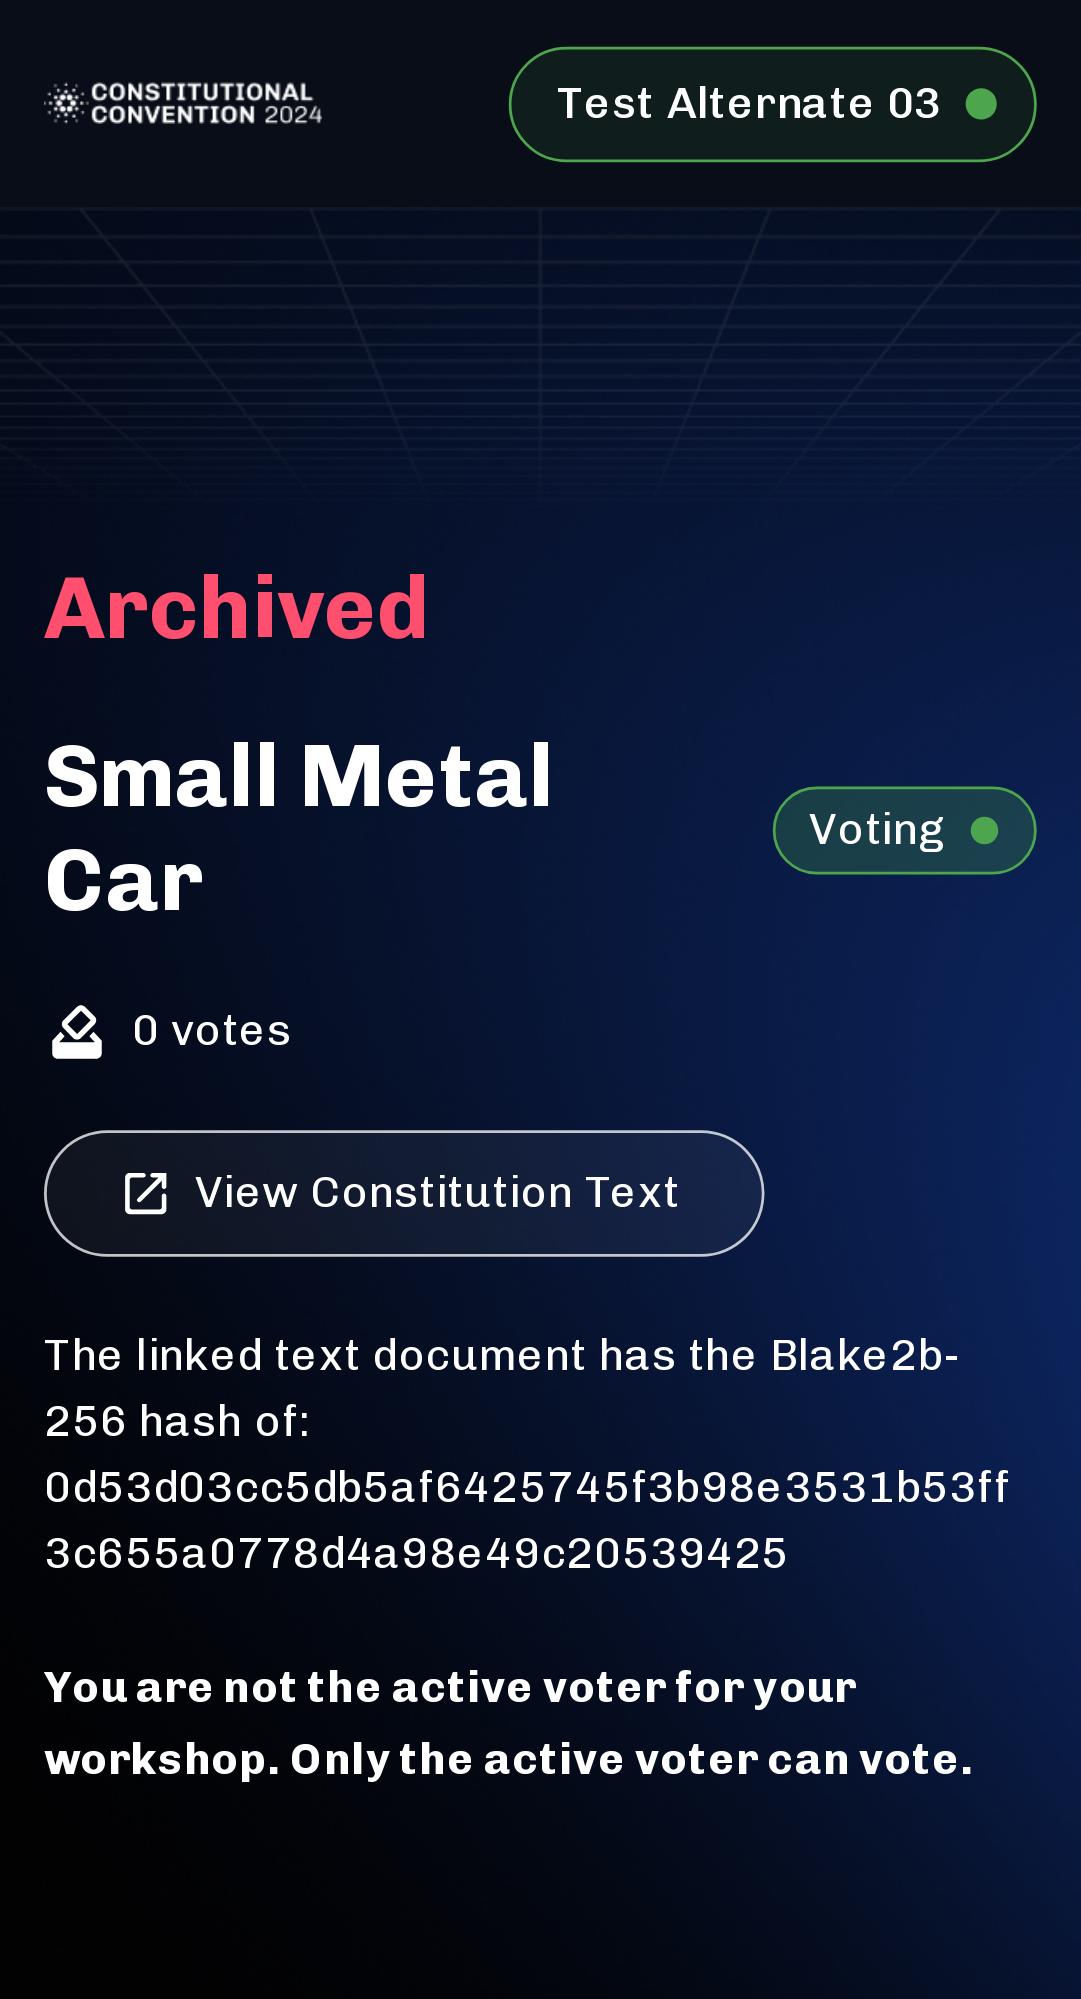 CONSTITUTIONAL
CONVENTION 2024
Test Alternate 03
Archived
Small Metal
Car
Voting
0 votes
View Constitution Text
The linked text document has the Blake2b-
256 hash of:
0d53d03cc5db5af6425745f3b98e3531b53ff
3c655a0778d4a98e49c20539425
You are not the active voter for your
workshop. Only the active voter can vote.